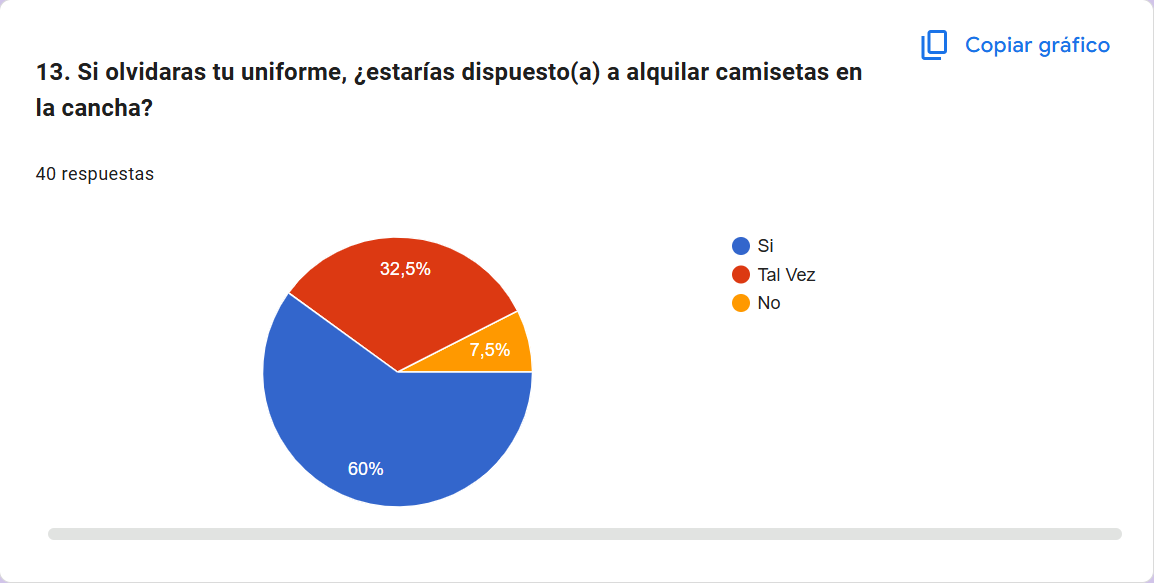 Copiar gráfico
13. Si olvidaras tu uniforme, ¿estarías dispuesto(a) a alquilar camisetas en
la cancha?
40 respuestas
32,5%
7,5%
60%
Si
Tal Vez
No